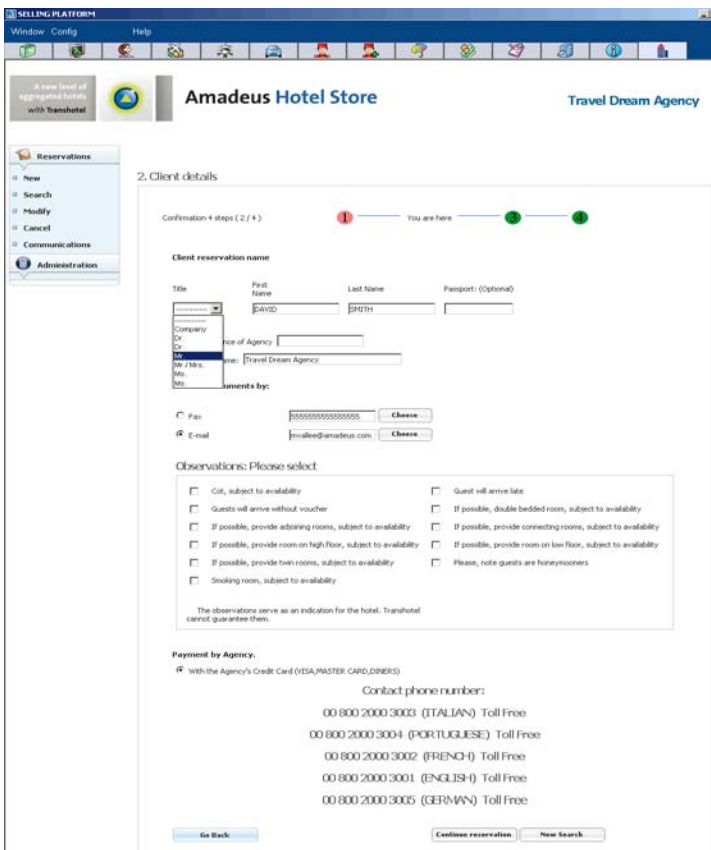 SELLING PLATFORM
Window Config Help
A new level of
aggregated hotels
with Transhotel
Amadeus Hotel Store
Travel Dream Agency
Reservations
New
Search
Modify
Cancel
Communications
Administration
2. Client details
Confirmation 4 steps ( 2 / 4 )
1 You are here 3 4
Client reservation name
Title First Name Last Name Passport: (Optional)
----------- DAVID SMITH
-----------
Company
Dr.
Dr.
Mr
Mr / Mrs.
Ms.
Ms.
nce of Agency
me: Travel Dream Agency
uments by:
Fax 555555555555555 Choose
E-mail mvallee@amadeus.com Choose
Observations: Please select
Cot, subject to availability Guest will arrive late
Guests will arrive without voucher If possible, double bedded room, subject to availability
If possible, provide adjoining rooms, subject to availability If possible, provide connecting rooms, subject to availability
If possible, provide room on high floor, subject to availability If possible, provide room on low floor, subject to availability
If possible, provide twin rooms, subject to availability Please, note guests are honeymooners
Smoking room, subject to availability
The observations serve as an indication for the hotel. Transhotel
cannot guarantee them.
Payment by Agency.
With the Agency's Credit Card (VISA,MASTER CARD,DINERS)
Contact phone number:
00 800 2000 3003 (ITALIAN) Toll Free
00 800 2000 3004 (PORTUGUESE) Toll Free
00 800 2000 3002 (FRENCH) Toll Free
00 800 2000 3001 (ENGLISH) Toll Free
00 800 2000 3005 (GERMAN) Toll Free
Go Back Continue reservation New Search